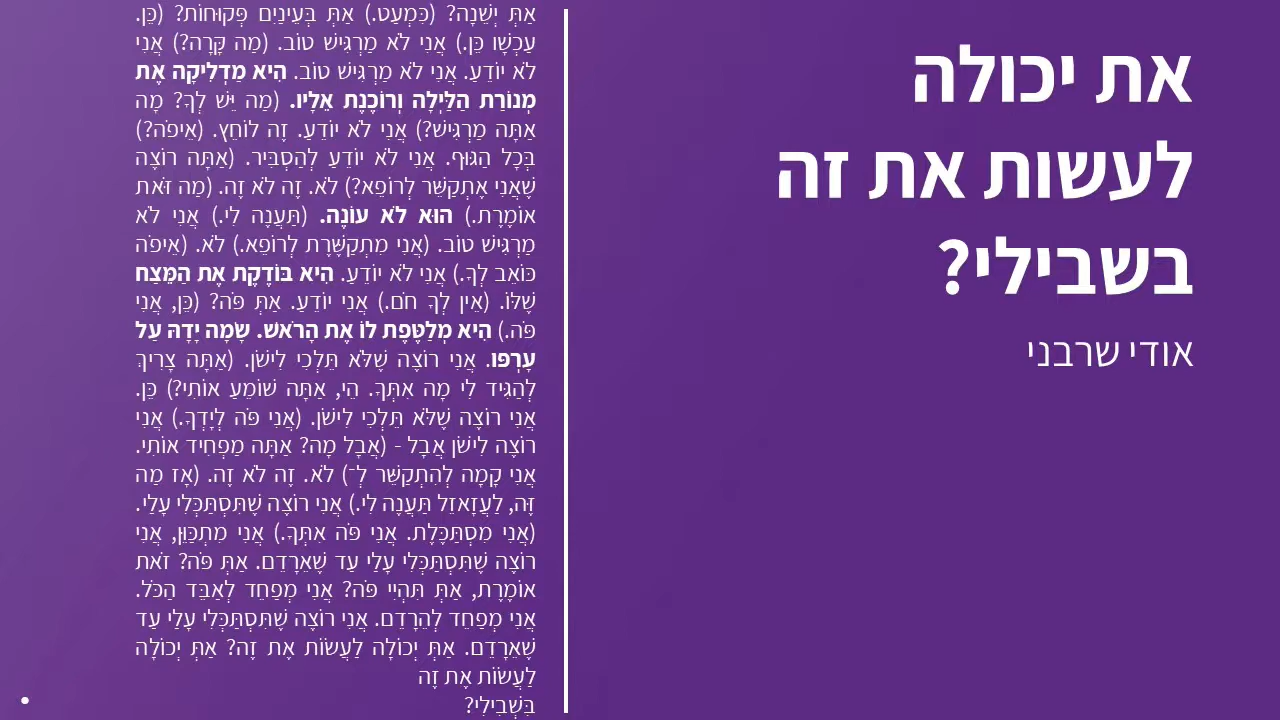 את יכולה
לעשות את זה
בשבילי?
אודי שרבני
אַתְּ יְשֵׁנָה? (כִּמְעַט.) אַתְּ בְּעֵינַיִם פְּקוּחוֹת? (כֵּן.
עַכְשָׁו כֵּן.) אֲנִי לֹא מַרְגִּישׁ טוֹב. (מַה קָּרָה?) אֲנִי
לֹא יוֹדֵעַ. אֲנִי לֹא מַרְגִּישׁ טוֹב. הִיא מַדְלִיקָה אֶת
מְנוֹרַת הַלַּיְלָה וְרוֹכֶנֶת אֵלָיו. (מַה יֵּשׁ לְךָ? מָה
אַתָּה מַרְגִּישׁ?) אֲנִי לֹא יוֹדֵעַ. זֶה לוֹחֵץ. (אֵיפֹה?)
בְּכָל הַגּוּף. אֲנִי לֹא יוֹדֵעַ לְהַסְבִּיר. (אַתָּה רוֹצֶה
שֶׁאֲנִי אֶתְקַשֵּׁר לְרוֹפֵא?) לֹא. זֶה לֹא זֶה. (מַה זֹּאת
אוֹמֶרֶת.) הוּא לֹא עוֹנֶה. (תַּעֲנֶה לִי.) אֲנִי לֹא
מַרְגִּישׁ טוֹב. (אֲנִי מִתְקַשֶּׁרֶת לְרוֹפֵא.) לֹא. (אֵיפֹה
כּוֹאֵב לְךָ.) אֲנִי לֹא יוֹדֵעַ. הִיא בּוֹדֶקֶת אֶת הַמֵּצַח
שֶׁלּוֹ. (אֵין לְךָ חֹם.) אֲנִי יוֹדֵעַ. אַתְּ פֹּה? (כֵּן, אֲנִי
פֹּה.) הִיא מְלַטֶּפֶת לוֹ אֶת הָרֹאשׁ. שָׂמָה יָדָהּ עַל
עָרְפּוֹ. אֲנִי רוֹצֶה שֶׁלֹּא תֵּלְכִי לִישֹׁן. (אַתָּה צָרִיךְ
לְהַגִּיד לִי מָה אִתְּךָ. הֵי, אַתָּה שׁוֹמֵעַ אוֹתִי?) כֵּן.
אֲנִי רוֹצֶה שֶׁלֹּא תֵּלְכִי לִישֹׁן. (אֲנִי פֹּה לְיָדְךָ.) אֲנִי
רוֹצֶה לִישֹׁן אֲבָל - (אֲבָל מָה? אַתָּה מַפְחִיד אוֹתִי.
אֲנִי קָמָה לְהִתְקַשֵּׁר לְ־) לֹא. זֶה לֹא זֶה. (אָז מַה
זֶּה, לַעֲזָאזֵל תַּעֲנֶה לִי.) אֲנִי רוֹצֶה שֶׁתִּסְתַּכְּלִי עָלַי.
(אֲנִי מִסְתַּכֶּלֶת. אֲנִי פֹּה אִתְּךָ.) אֲנִי מִתְכַּוֵּן, אֲנִי
רוֹצֶה שֶׁתִּסְתַּכְּלִי עָלַי עַד שֶׁאֵרָדֵם. אַתְּ פֹּה? זֹאת
אוֹמֶרֶת, אַתְּ תִּהְיִי פֹּה? אֲנִי מְפַחֵד לְאַבֵּד הַכֹּל.
אֲנִי מְפַחֵד לְהֵרָדֵם. אֲנִי רוֹצֶה שֶׁתִּסְתַּכְּלִי עָלַי עַד
שֶׁאֵרָדֵם. אַתְּ יְכוֹלָה לַעֲשׂוֹת אֶת זֶה? אַתְּ יְכוֹלָה
לַעֲשׂוֹת אֶת זֶה
בִּשְׁבִילִי?